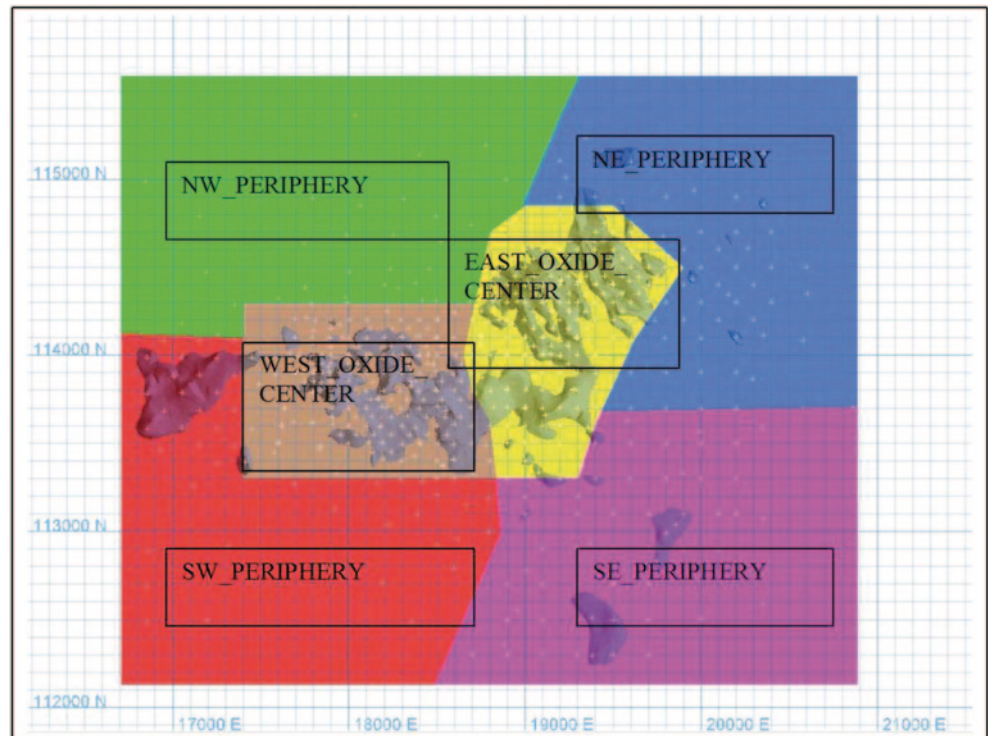 NE_PERIPHERY
115000 N
NW_PERIPHERY
EAST_OXIDE_
CENTER
114000 N
WEST_OXIDE_
CENTER
113000 N
SW_PERIPHERY
SE_PERIPHERY
112000 N
17000 E
18000 E
19000 E
20000 E
21000 E